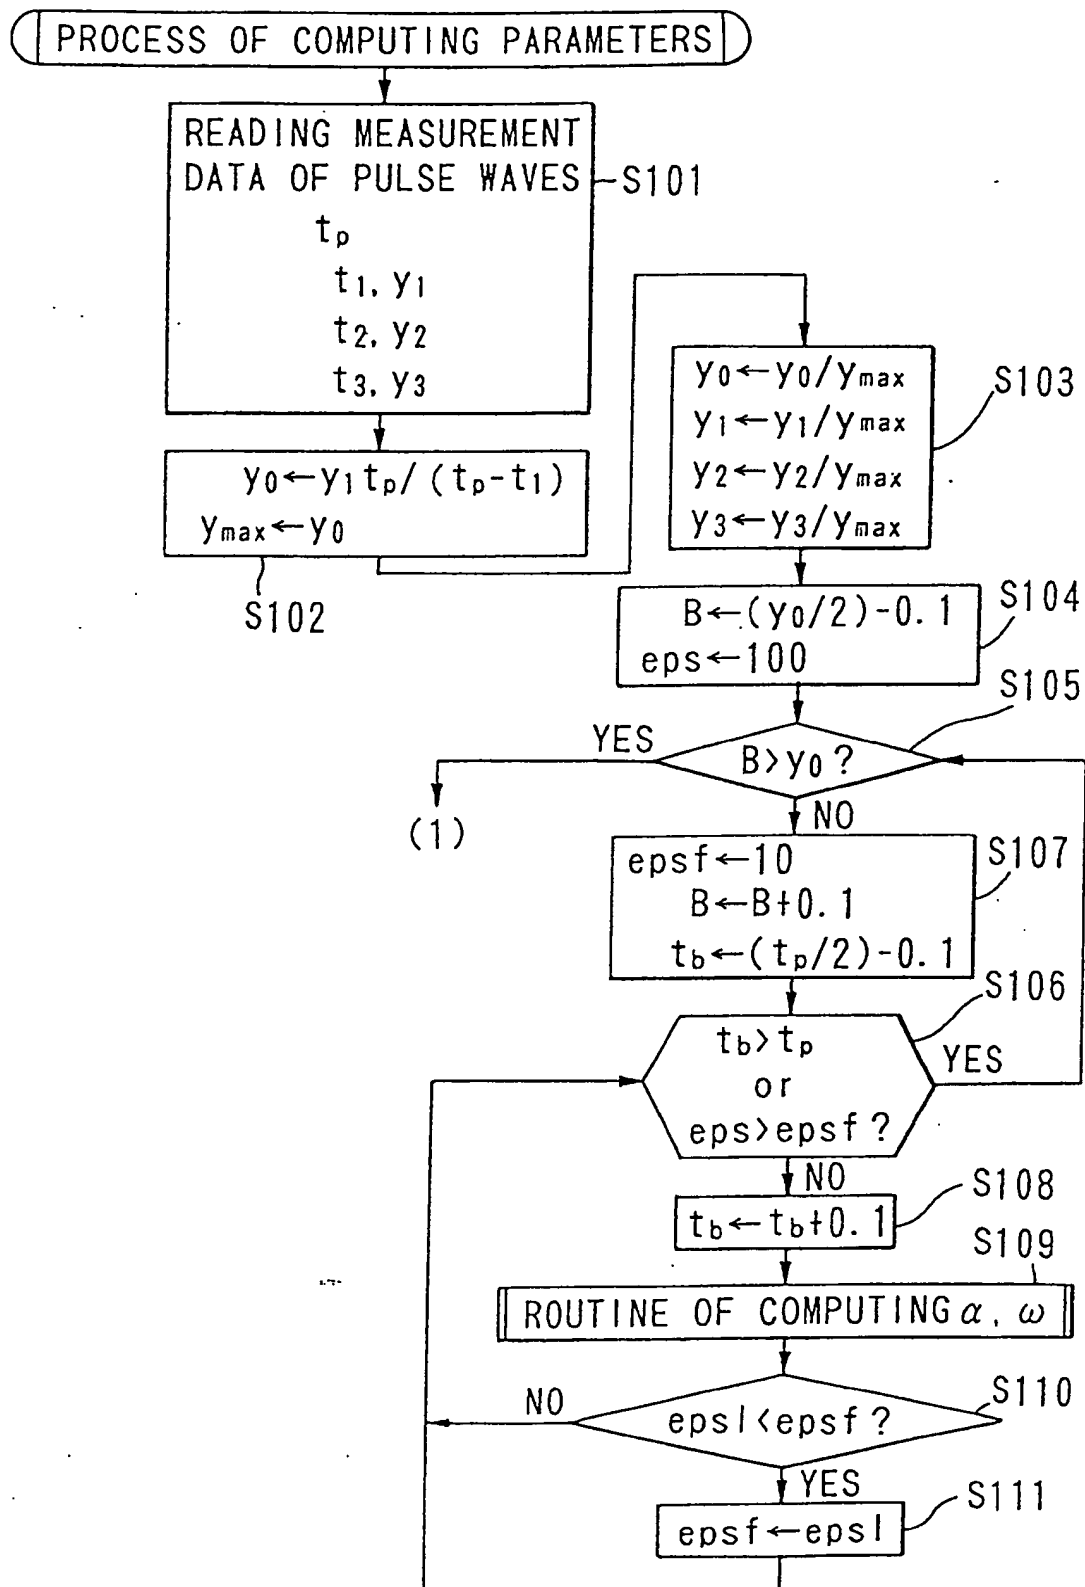 PROCESS OF COMPUTING PARAMETERS
READING MEASUREMENT
DATA OF PULSE WAVES
tp
t1, y1
t2, y2
t3, y3
S101
y0←y1tp/(tp-t1)
ymax←y0
S102
y0←y0/ymax
y1←y1/ymax
y2←y2/ymax
y3←y3/ymax
S103
B←(y0/2)-0.1
eps←100
S104
S105
B>y0?
YES
(1)
NO
epsf←10
B←B+0.1
tb←(tp/2)-0.1
S107
S106
tb>tp
or
eps>epsf?
YES
NO
tb←tb+0.1
S108
S109
ROUTINE OF COMPUTING α, ω
S110
epsl<epsf?
NO
YES
epsf←epsl
S111